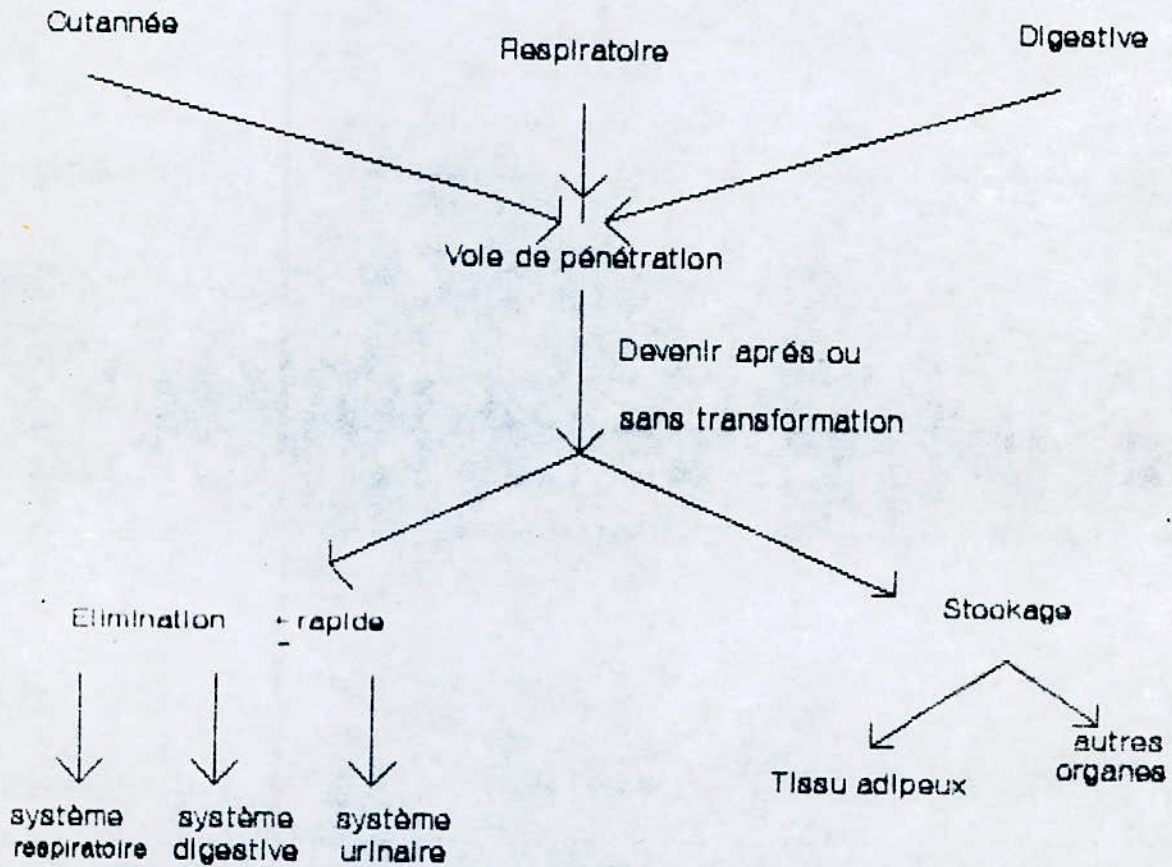 Cutannée
Respiratoire
Digestive
Voie de pénétration
Devenir aprés ou
sans transformation
Elimination ± rapide
Stockage
Tissu adipeux
autres
organes
système
respiratoire
système
digestive
système
urinaire